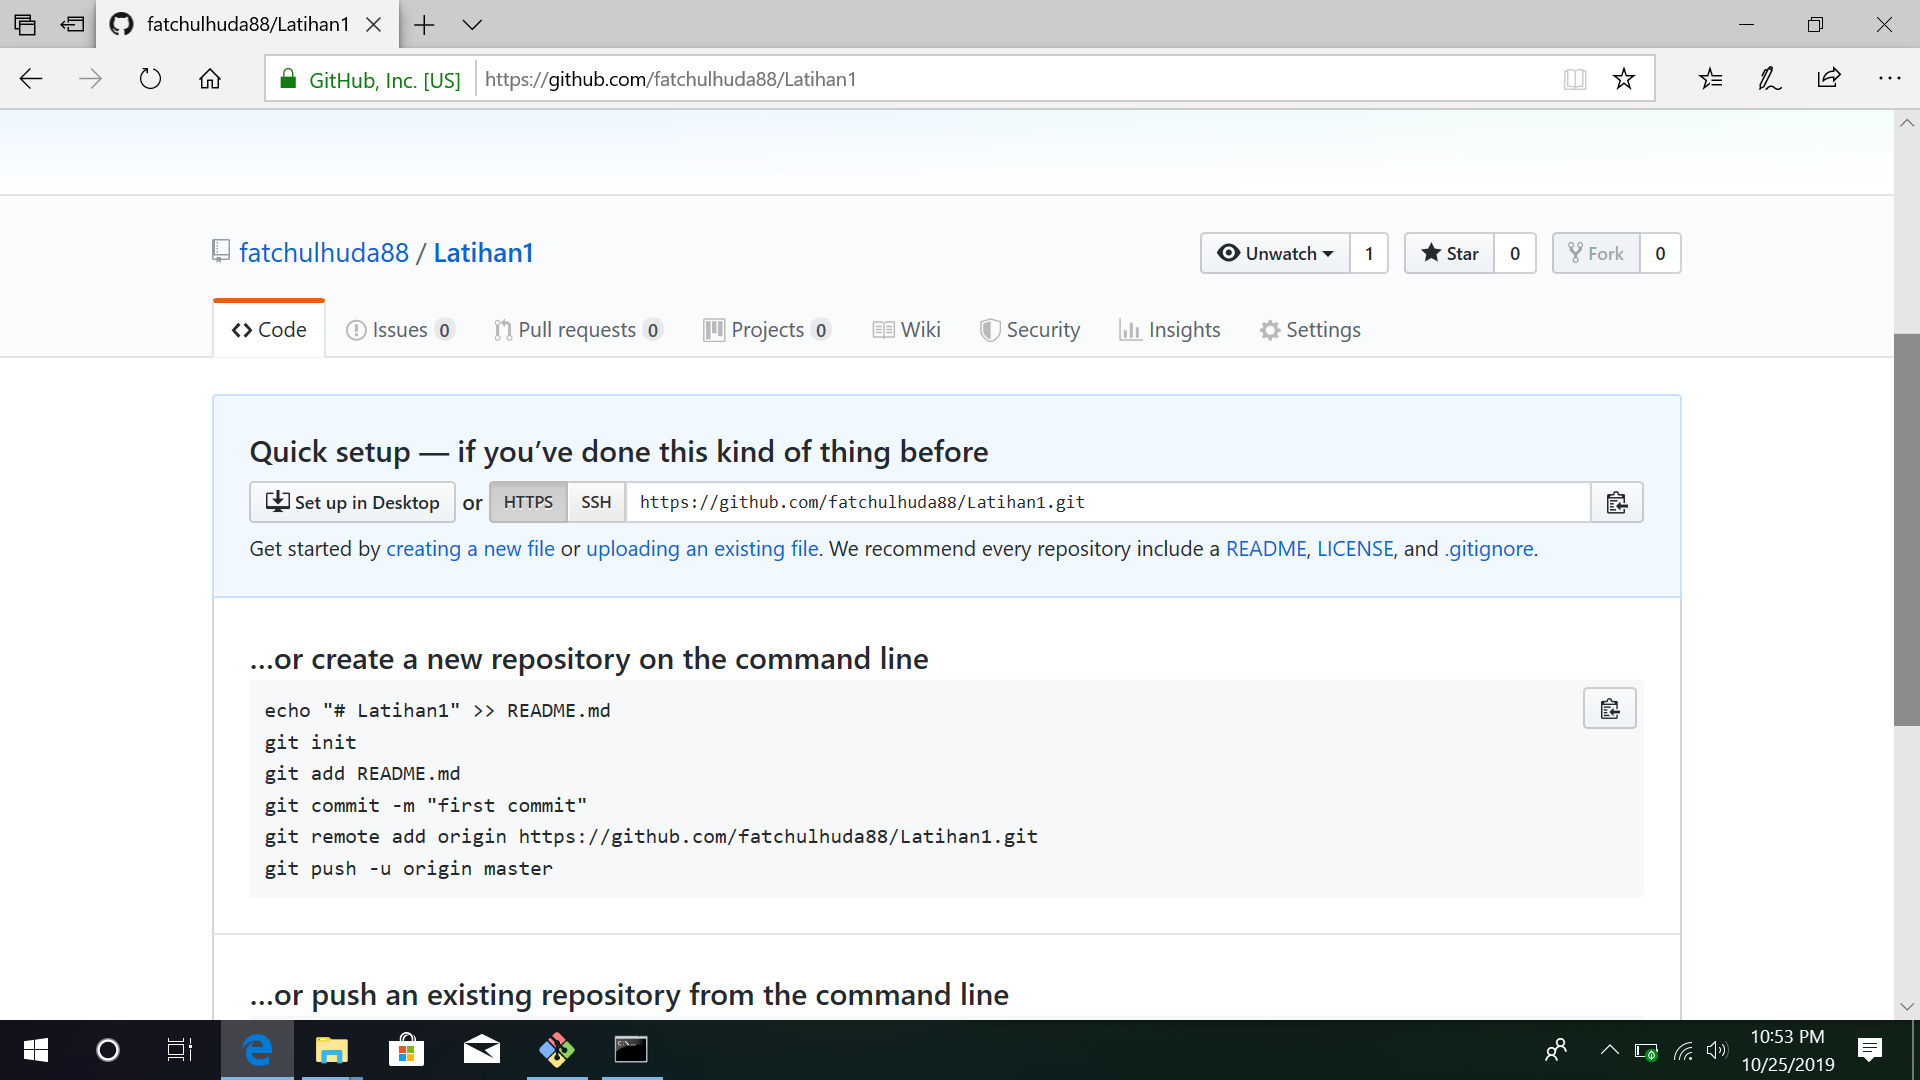 fatchulhuda88/Latihan1
GitHub, Inc. [US] https://github.com/fatchulhuda88/Latihan1
fatchulhuda88 / Latihan1
Unwatch 1 Star 0 Fork 0
Code Issues 0 Pull requests 0 Projects 0 Wiki Security Insights Settings
Quick setup — if you’ve done this kind of thing before
Set up in Desktop or HTTPS SSH https://github.com/fatchulhuda88/Latihan1.git
Get started by creating a new file or uploading an existing file. We recommend every repository include a README, LICENSE, and .gitignore.
…or create a new repository on the command line
echo "# Latihan1" >> README.md
git init
git add README.md
git commit -m "first commit"
git remote add origin https://github.com/fatchulhuda88/Latihan1.git
git push -u origin master
…or push an existing repository from the command line
10:53 PM
10/25/2019